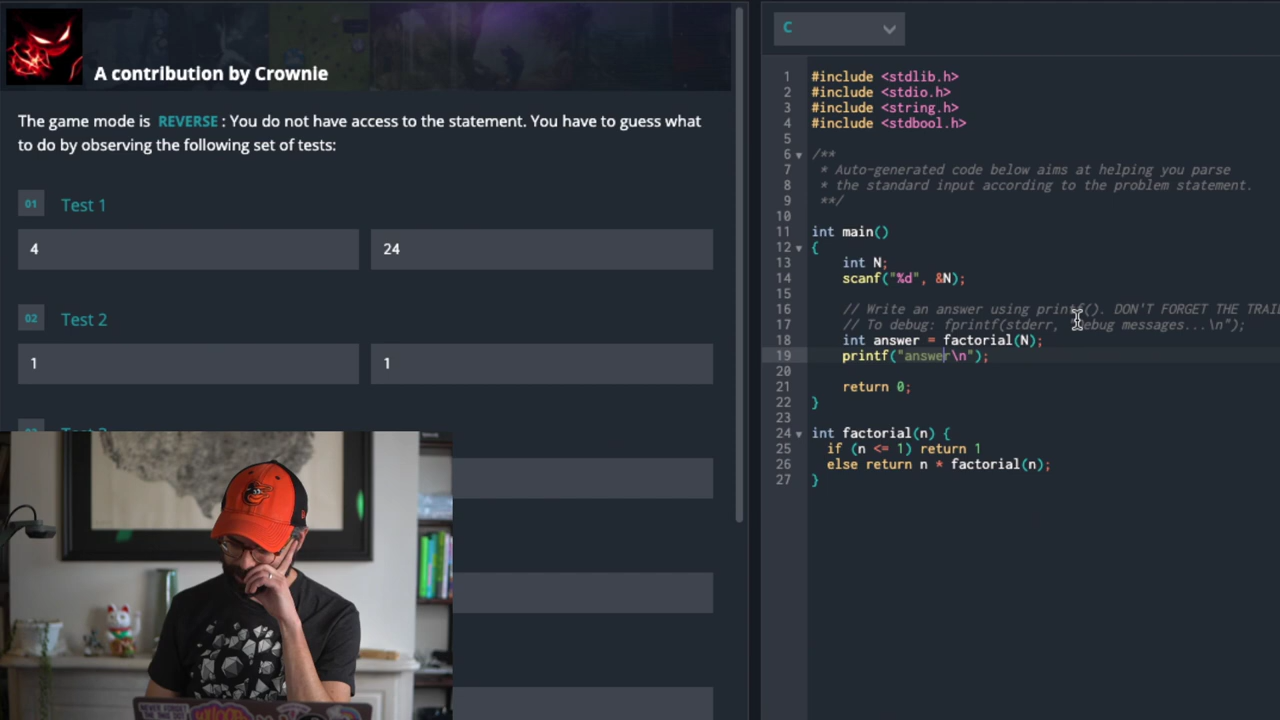 A contribution by Crownie
The game mode is REVERSE : You do not have access to the statement. You have to guess what
to do by observing the following set of tests:
01 Test 1
4 24
02 Test 2
1 1
C
1 #include <stdlib.h>
2 #include <stdio.h>
3 #include <string.h>
4 #include <stdbool.h>
5
6 /**
7 * Auto-generated code below aims at helping you parse
8 * the standard input according to the problem statement.
9 **/
10
11 int main()
12 {
13 int N;
14 scanf("%d", &N);
15
16 // Write an answer using printf(). DON'T FORGET THE
17 // To debug: fprintf(stderr, messages...\n");
18 int answer = factorial(N);
19 printf("answer\n");
20
21 return 0;
22 }
23
24 int factorial(n) {
25 if (n <= 1) return 1
26 else return n * factorial(n);
27 }